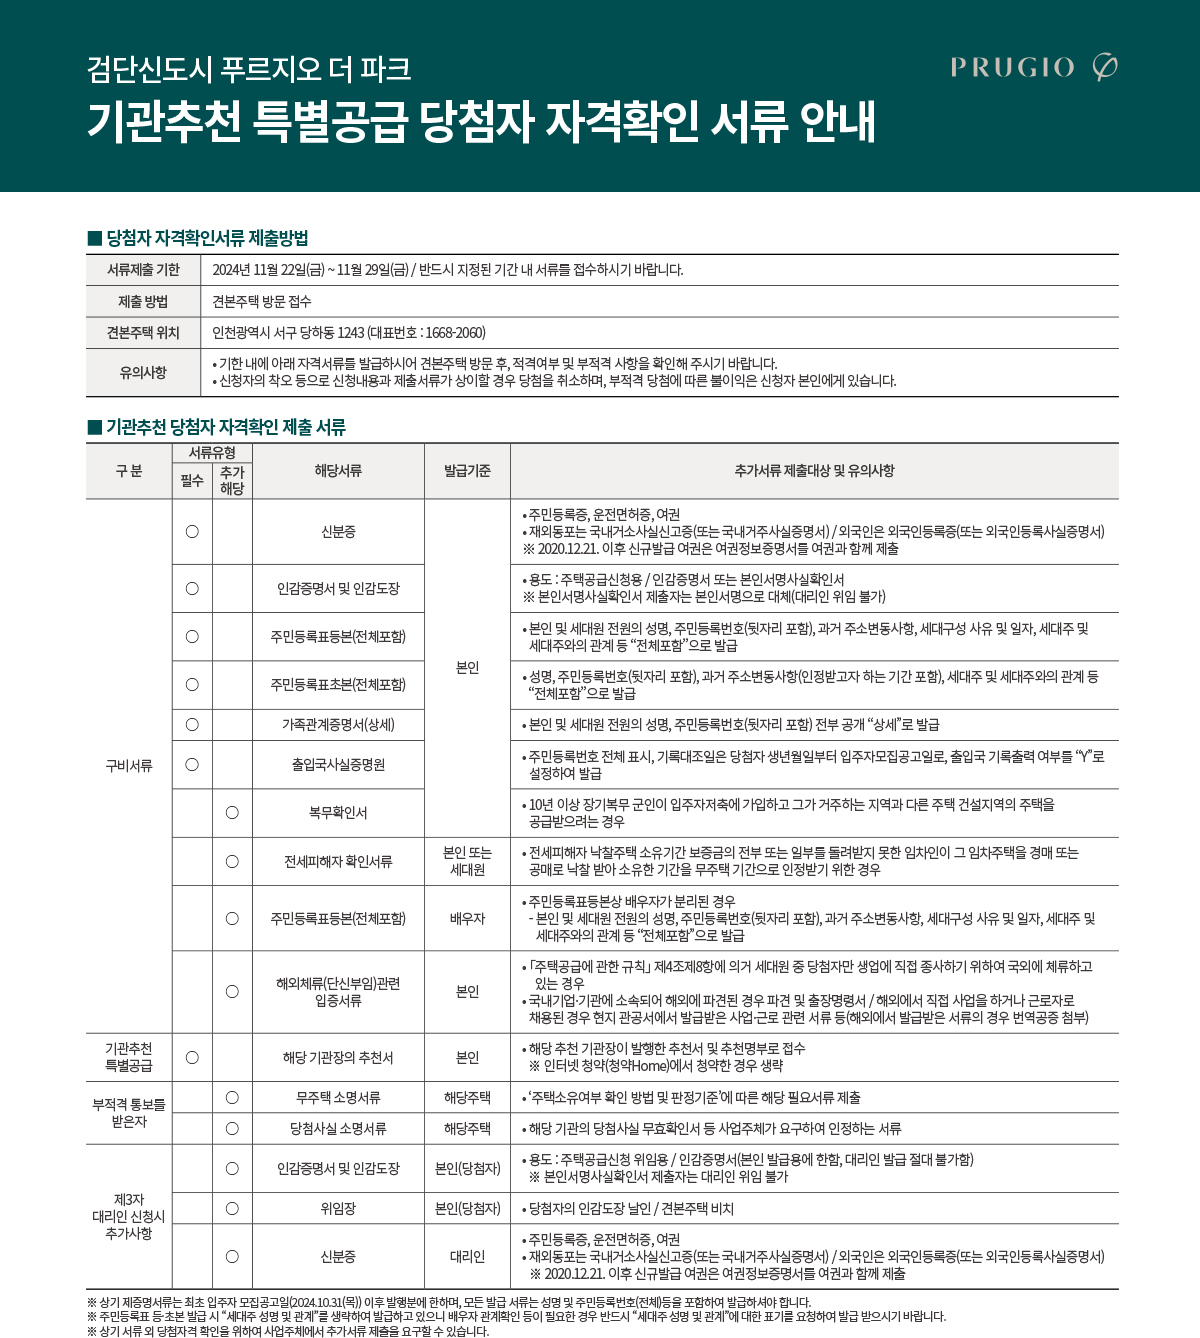 검단신도시 푸르지오 더 파크
PRUGIO
기관추천 특별공급 당첨자 자격확인 서류 안내
■ 당첨자 자격확인서류 제출방법
서류제출 기한
2024년 11월 22일(금) ~ 11월 29일(금) / 반드시 지정된 기간 내 서류를 접수하시기 바랍니다.
제출 방법
견본주택 방문 접수
견본주택 위치
인천광역시 서구 당하동 1243 (대표번호 : 1668-2060)
유의사항
• 기한 내에 아래 자격서류를 발급하시어 견본주택 방문 후, 적격여부 및 부적격 사항을 확인해 주시기 바랍니다.
• 신청자의 착오 등으로 신청내용과 제출서류가 상이할 경우 당첨을 취소하며, 부적격 당첨에 따른 불이익은 신청자 본인에게 있습니다.
■ 기관추천 당첨자 자격확인 제출 서류
구 분
서류유형
필수
추가
해당
해당서류
발급기준
추가서류 제출대상 및 유의사항
구비서류
○
신분증
본인
• 주민등록증, 운전면허증, 여권
• 재외동포는 국내거소사실신고증(또는 국내거주사실증명서) / 외국인은 외국인등록증(또는 외국인등록사실증명서)
※ 2020.12.21. 이후 신규발급 여권은 여권정보증명서를 여권과 함께 제출
○
인감증명서 및 인감도장
• 용도 : 주택공급신청용 / 인감증명서 또는 본인서명사실확인서
※ 본인서명사실확인서 제출자는 본인서명으로 대체(대리인 위임 불가)
○
주민등록표등본(전체포함)
• 본인 및 세대원 전원의 성명, 주민등록번호(뒷자리 포함), 과거 주소변동사항, 세대구성 사유 및 일자, 세대주 및
세대주와의 관계 등 “전체포함”으로 발급
○
주민등록표초본(전체포함)
• 성명, 주민등록번호(뒷자리 포함), 과거 주소변동사항(인정받고자 하는 기간 포함), 세대주 및 세대주와의 관계 등
“전체포함”으로 발급
○
가족관계증명서(상세)
• 본인 및 세대원 전원의 성명, 주민등록번호(뒷자리 포함) 전부 공개 “상세”로 발급
○
출입국사실증명원
• 주민등록번호 전체 표시, 기록대조일은 당첨자 생년월일부터 입주자모집공고일로, 출입국 기록출력 여부를 “Y”로
설정하여 발급
○
복무확인서
• 10년 이상 장기복무 군인이 입주자저축에 가입하고 그가 거주하는 지역과 다른 주택 건설지역의 주택을
공급받으려는 경우
○
전세피해자 확인서류
본인 또는
세대원
• 전세피해자 낙찰주택 소유기간 보증금의 전부 또는 일부를 돌려받지 못한 임차인이 그 임차주택을 경매 또는
공매로 낙찰 받아 소유한 기간을 무주택 기간으로 인정받기 위한 경우
○
주민등록표등본(전체포함)
배우자
• 주민등록표등본상 배우자가 분리된 경우
- 본인 및 세대원 전원의 성명, 주민등록번호(뒷자리 포함), 과거 주소변동사항, 세대구성 사유 및 일자, 세대주 및
세대주와의 관계 등 “전체포함”으로 발급
○
해외체류(단신부임)관련
입증서류
본인
• 「주택공급에 관한 규칙」 제4조제8항에 의거 세대원 중 당첨자만 생업에 직접 종사하기 위하여 국외에 체류하고
있는 경우
• 국내기업·기관에 소속되어 해외에 파견된 경우 파견 및 출장명령서 / 해외에서 직접 사업을 하거나 근로자로
채용된 경우 현지 관공서에서 발급받은 사업·근로 관련 서류 등(해외에서 발급받은 서류의 경우 번역공증 첨부)
기관추천
특별공급
○
해당 기관장의 추천서
본인
• 해당 추천 기관장이 발행한 추천서 및 추천명부로 접수
※ 인터넷 청약(청약Home)에서 청약한 경우 생략
부적격 통보를
받은자
○
무주택 소명서류
해당주택
• ‘주택소유여부 확인 방법 및 판정기준’에 따른 해당 필요서류 제출
○
당첨사실 소명서류
해당주택
• 해당 기관의 당첨사실 무효확인서 등 사업주체가 요구하여 인정하는 서류
제3자
대리인 신청시
추가사항
○
인감증명서 및 인감도장
본인(당첨자)
• 용도 : 주택공급신청 위임용 / 인감증명서(본인 발급용에 한함, 대리인 발급 절대 불가함)
※ 본인서명사실확인서 제출자는 대리인 위임 불가
○
위임장
본인(당첨자)
• 당첨자의 인감도장 날인 / 견본주택 비치
○
신분증
대리인
• 주민등록증, 운전면허증, 여권
• 재외동포는 국내거소사실신고증(또는 국내거주사실증명서) / 외국인은 외국인등록증(또는 외국인등록사실증명서)
※ 2020.12.21. 이후 신규발급 여권은 여권정보증명서를 여권과 함께 제출
※ 상기 제증명서류는 최초 입주자 모집공고일(2024.10.31(목)) 이후 발행분에 한하며, 모든 발급 서류는 성명 및 주민등록번호(전체)등을 포함하여 발급하셔야 합니다.
※ 주민등록표 등·초본 발급 시 “세대주 성명 및 관계”를 생략하여 발급하고 있으니 배우자 관계확인 등이 필요한 경우 반드시 “세대주 성명 및 관계”에 대한 표기를 요청하여 발급 받으시기 바랍니다.
※ 상기 서류 외 당첨자격 확인을 위하여 사업주체에서 추가서류 제출을 요구할 수 있습니다.